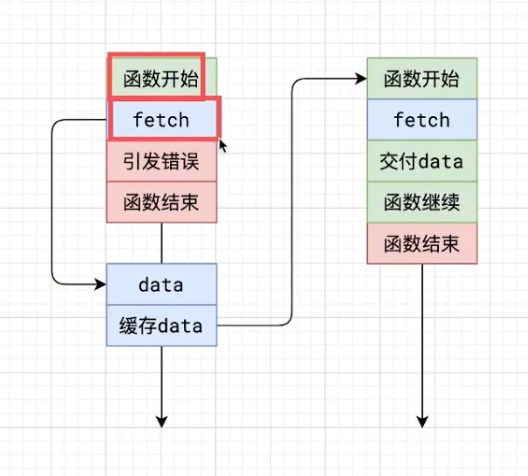 函数开始
fetch
引发错误
函数结束
data
缓存data
函数开始
fetch
交付data
函数继续
函数结束